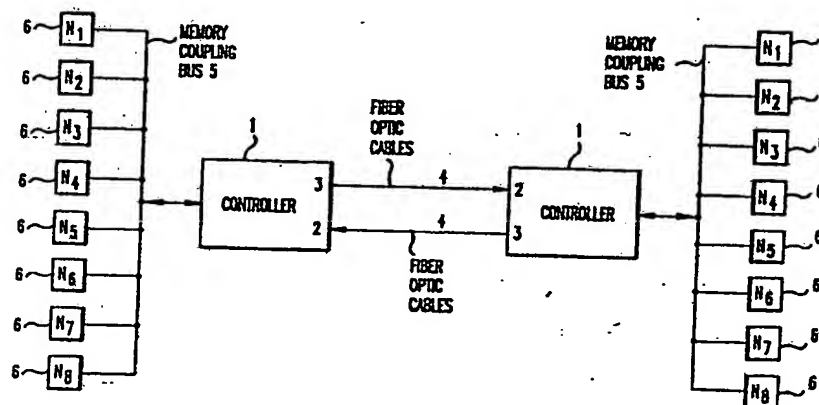 6 N1
6 N2
6 N3
6 N4
6 N5
6 N6
6 N7
6 N8
MEMORY
COUPLING
BUS 5
1
CONTROLLER
3
2
FIBER
OPTIC
CABLES
4
4
FIBER
OPTIC
CABLES
1
2
CONTROLLER
3
MEMORY
COUPLING
BUS 5
N1
N2
N3
N4 6
N5 6
N6 6
N7 6
N8 6